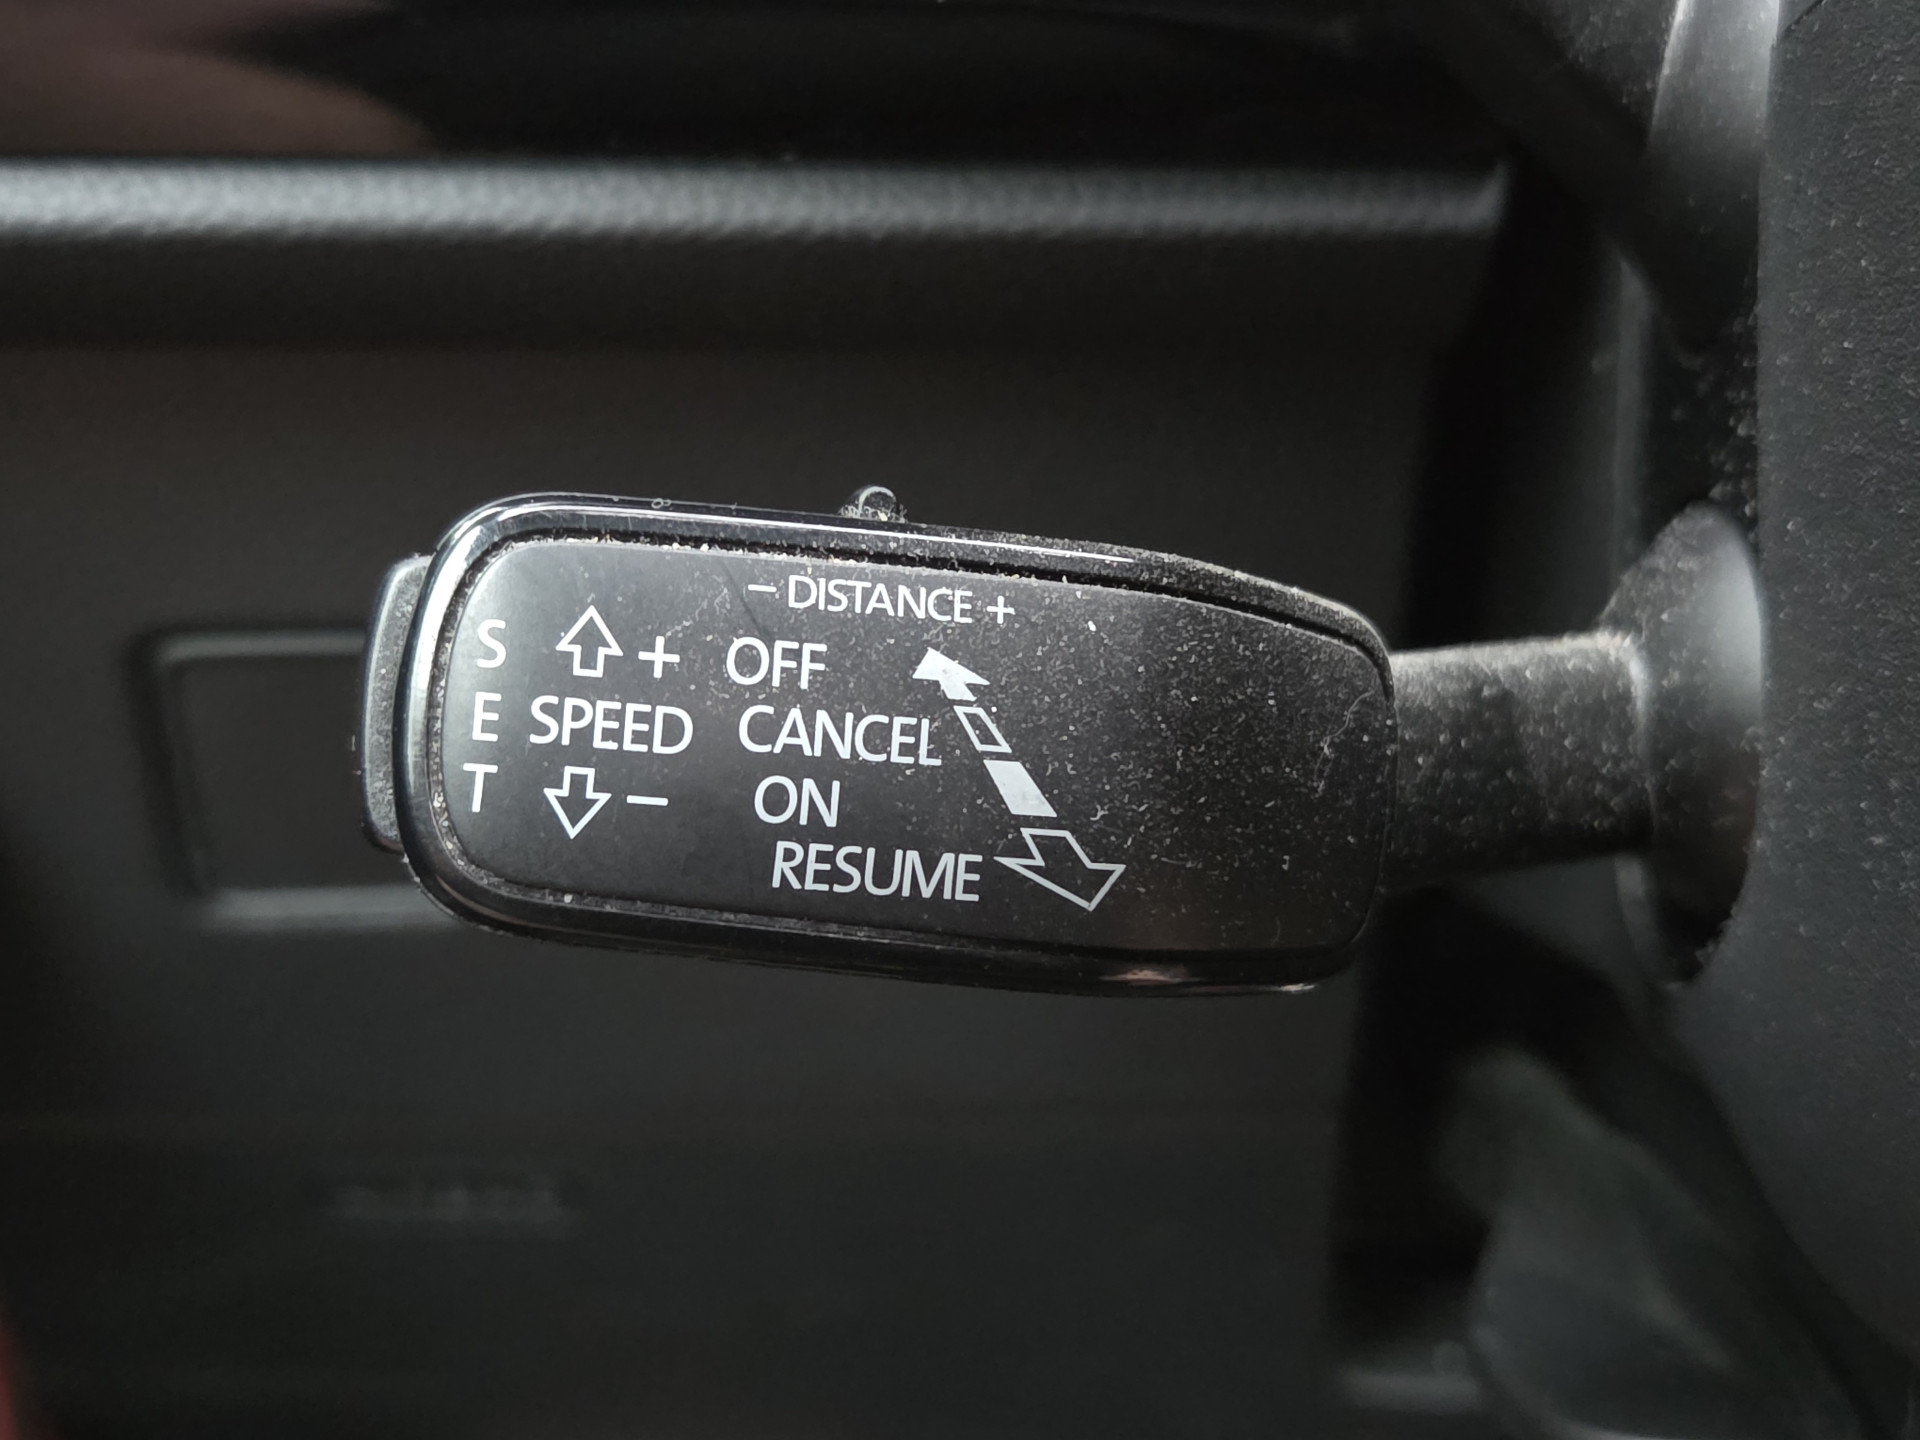 − DISTANCE +
S + OFF
E SPEED CANCEL
T − ON
RESUME